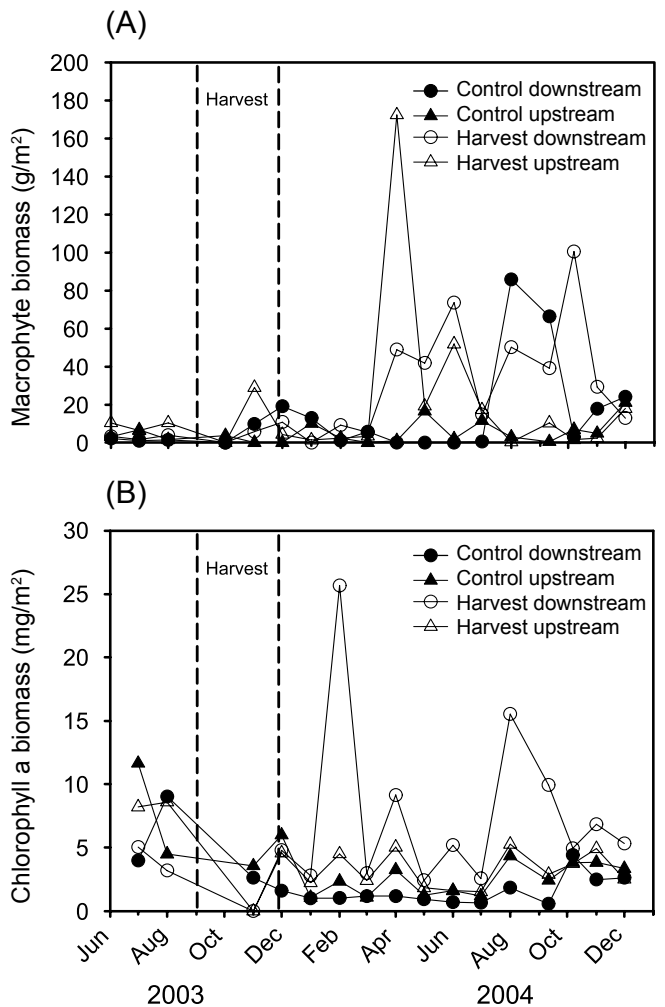 (A)
Macrophyte biomass (g/m²)
200
180
160
140
120
100
80
60
40
20
0
Harvest
Control downstream
Control upstream
Harvest downstream
Harvest upstream
(B)
Chlorophyll a biomass (mg/m²)
30
25
20
15
10
5
0
Harvest
Control downstream
Control upstream
Harvest downstream
Harvest upstream
Jun Aug Oct Dec Feb Apr Jun Aug Oct Dec
2003 2004